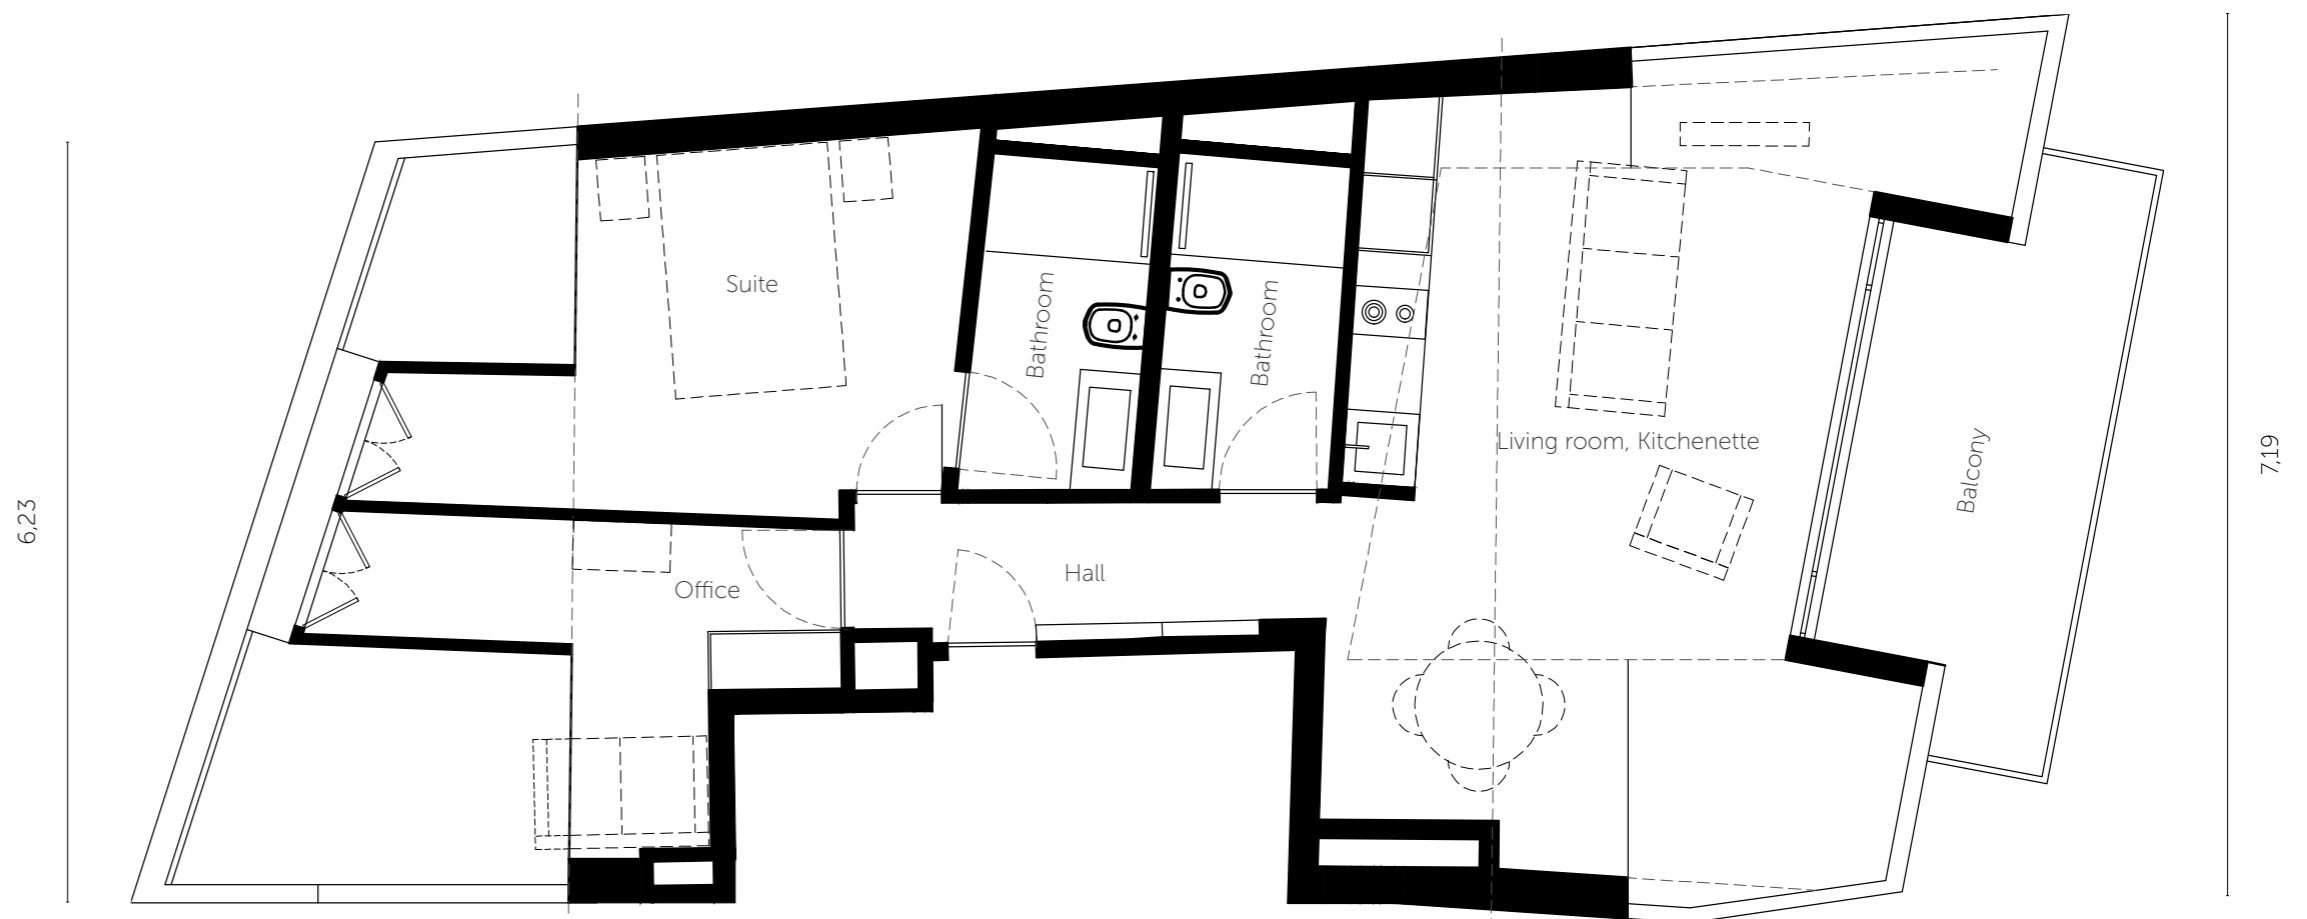 Suite
Bathroom
Bathroom
Living room, Kitchenette
Balcony
7,19
6,23
Office
Hall